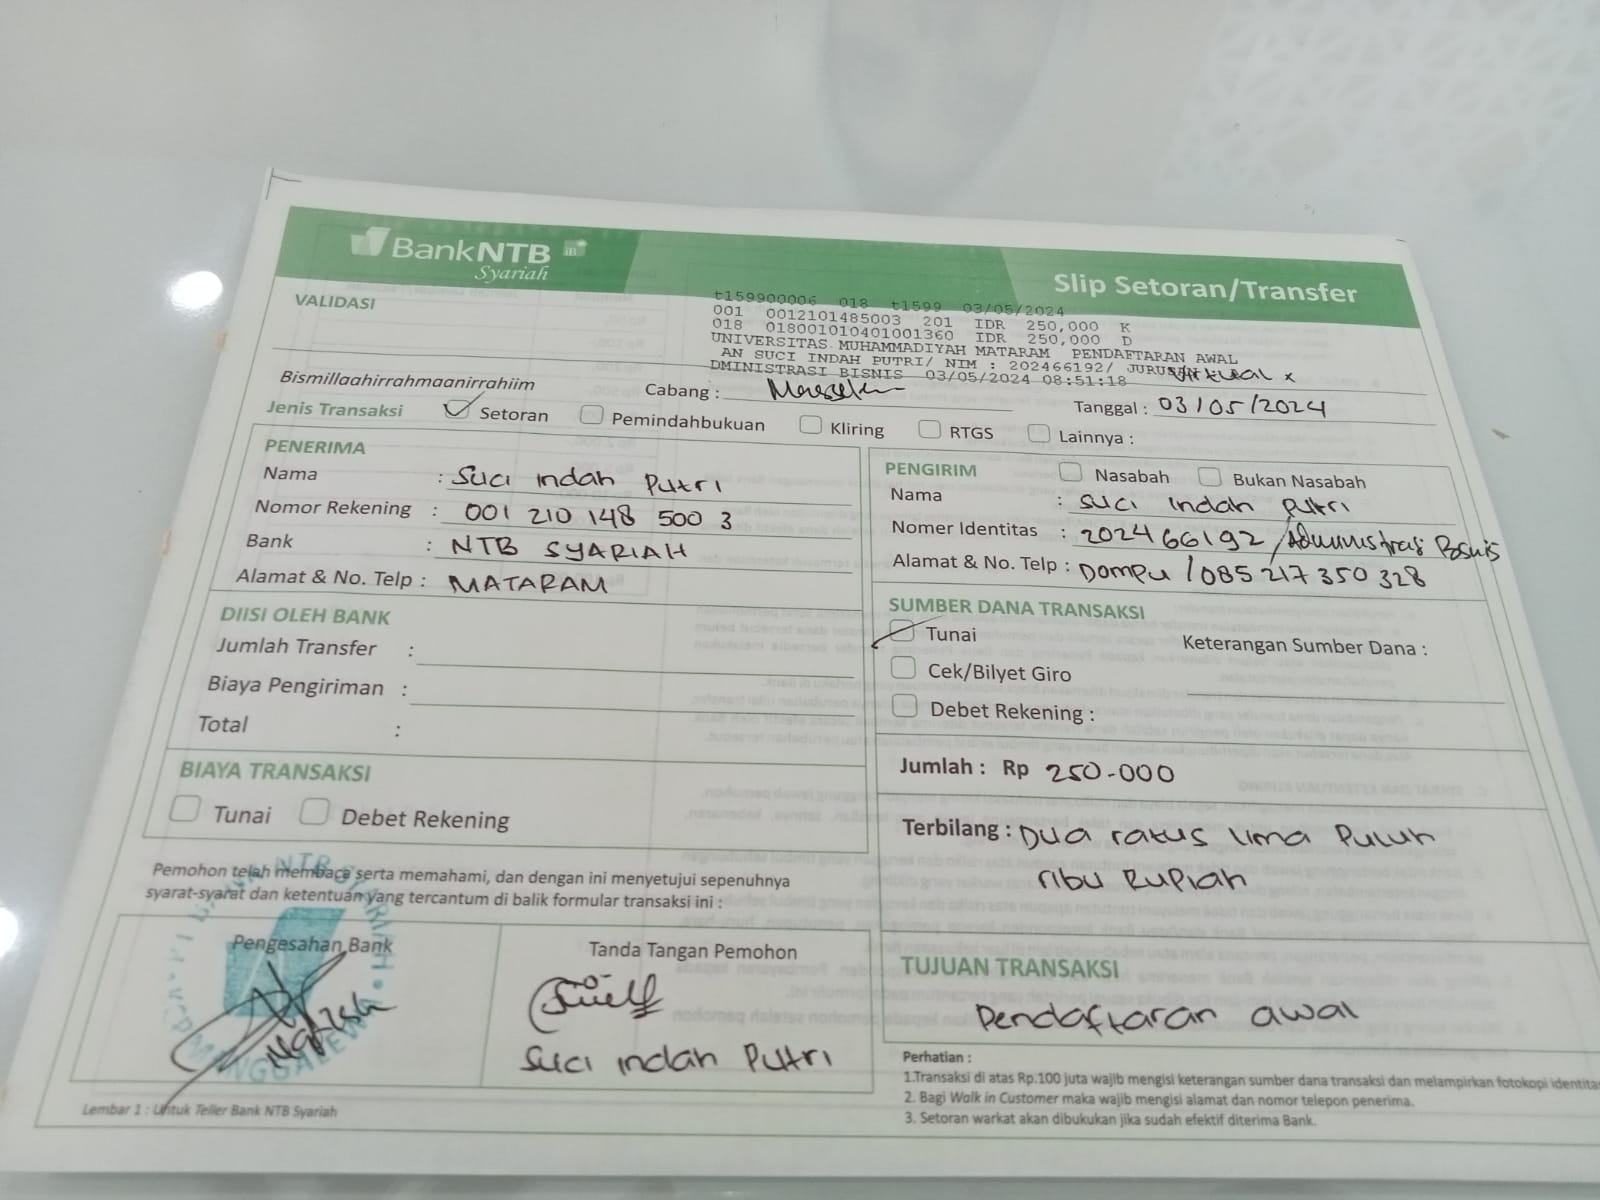 BankNTB
Syariah
Slip Setoran/Transfer
VALIDASI
t159900006 018 t1599 03/05/2024
001 0012101485003 201 IDR 250,000 K
018 018001010401001360 IDR 250,000 D
UNIVERSITAS MUHAMMADIYAH MATARAM PENDAFTARAN AWAL
AN SUCI INDAH PUTRI/ NIM : 202466192/ JURUSAN
DMINISTRASI BISNIS 03/05/2024 08:51:18
Bismillaahirrahmaanirrahiim
Cabang :
Tanggal : 03/05/2024
Jenis Transaksi Setoran Pemindahbukuan Kliring RTGS Lainnya :
PENERIMA
Nama : Suci Indah Putri
Nomor Rekening : 001 210 148 500 3
Bank : NTB SYARIAH
Alamat & No. Telp : MATARAM
PENGIRIM Nasabah Bukan Nasabah
Nama : Suci Indah Putri
Nomer Identitas : 202466192 / Administrasi Bsnis
Alamat & No. Telp : Dompu / 085 217 350 328
DIISI OLEH BANK
Jumlah Transfer :
Biaya Pengiriman :
Total :
SUMBER DANA TRANSAKSI
Tunai Keterangan Sumber Dana :
Cek/Bilyet Giro
Debet Rekening :
BIAYA TRANSAKSI
Tunai Debet Rekening
Jumlah : Rp 250.000
Terbilang : Dua ratus lima Puluh
ribu Rupiah
Pemohon telah membaca serta memahami, dan dengan ini menyetujui sepenuhnya
syarat-syarat dan ketentuan yang tercantum di balik formular transaksi ini :
Pengesahan Bank
Tanda Tangan Pemohon
Suci Indah Putri
TUJUAN TRANSAKSI
Pendaftaran awal
Lembar 1 : Untuk Teller Bank NTB Syariah
Perhatian :
1.Transaksi di atas Rp.100 juta wajib mengisi keterangan sumber dana transaksi dan melampirkan fotokopi identitas
2. Bagi Walk in Customer maka wajib mengisi alamat dan nomor telepon penerima.
3. Setoran warkat akan dibukukan jika sudah efektif diterima Bank.